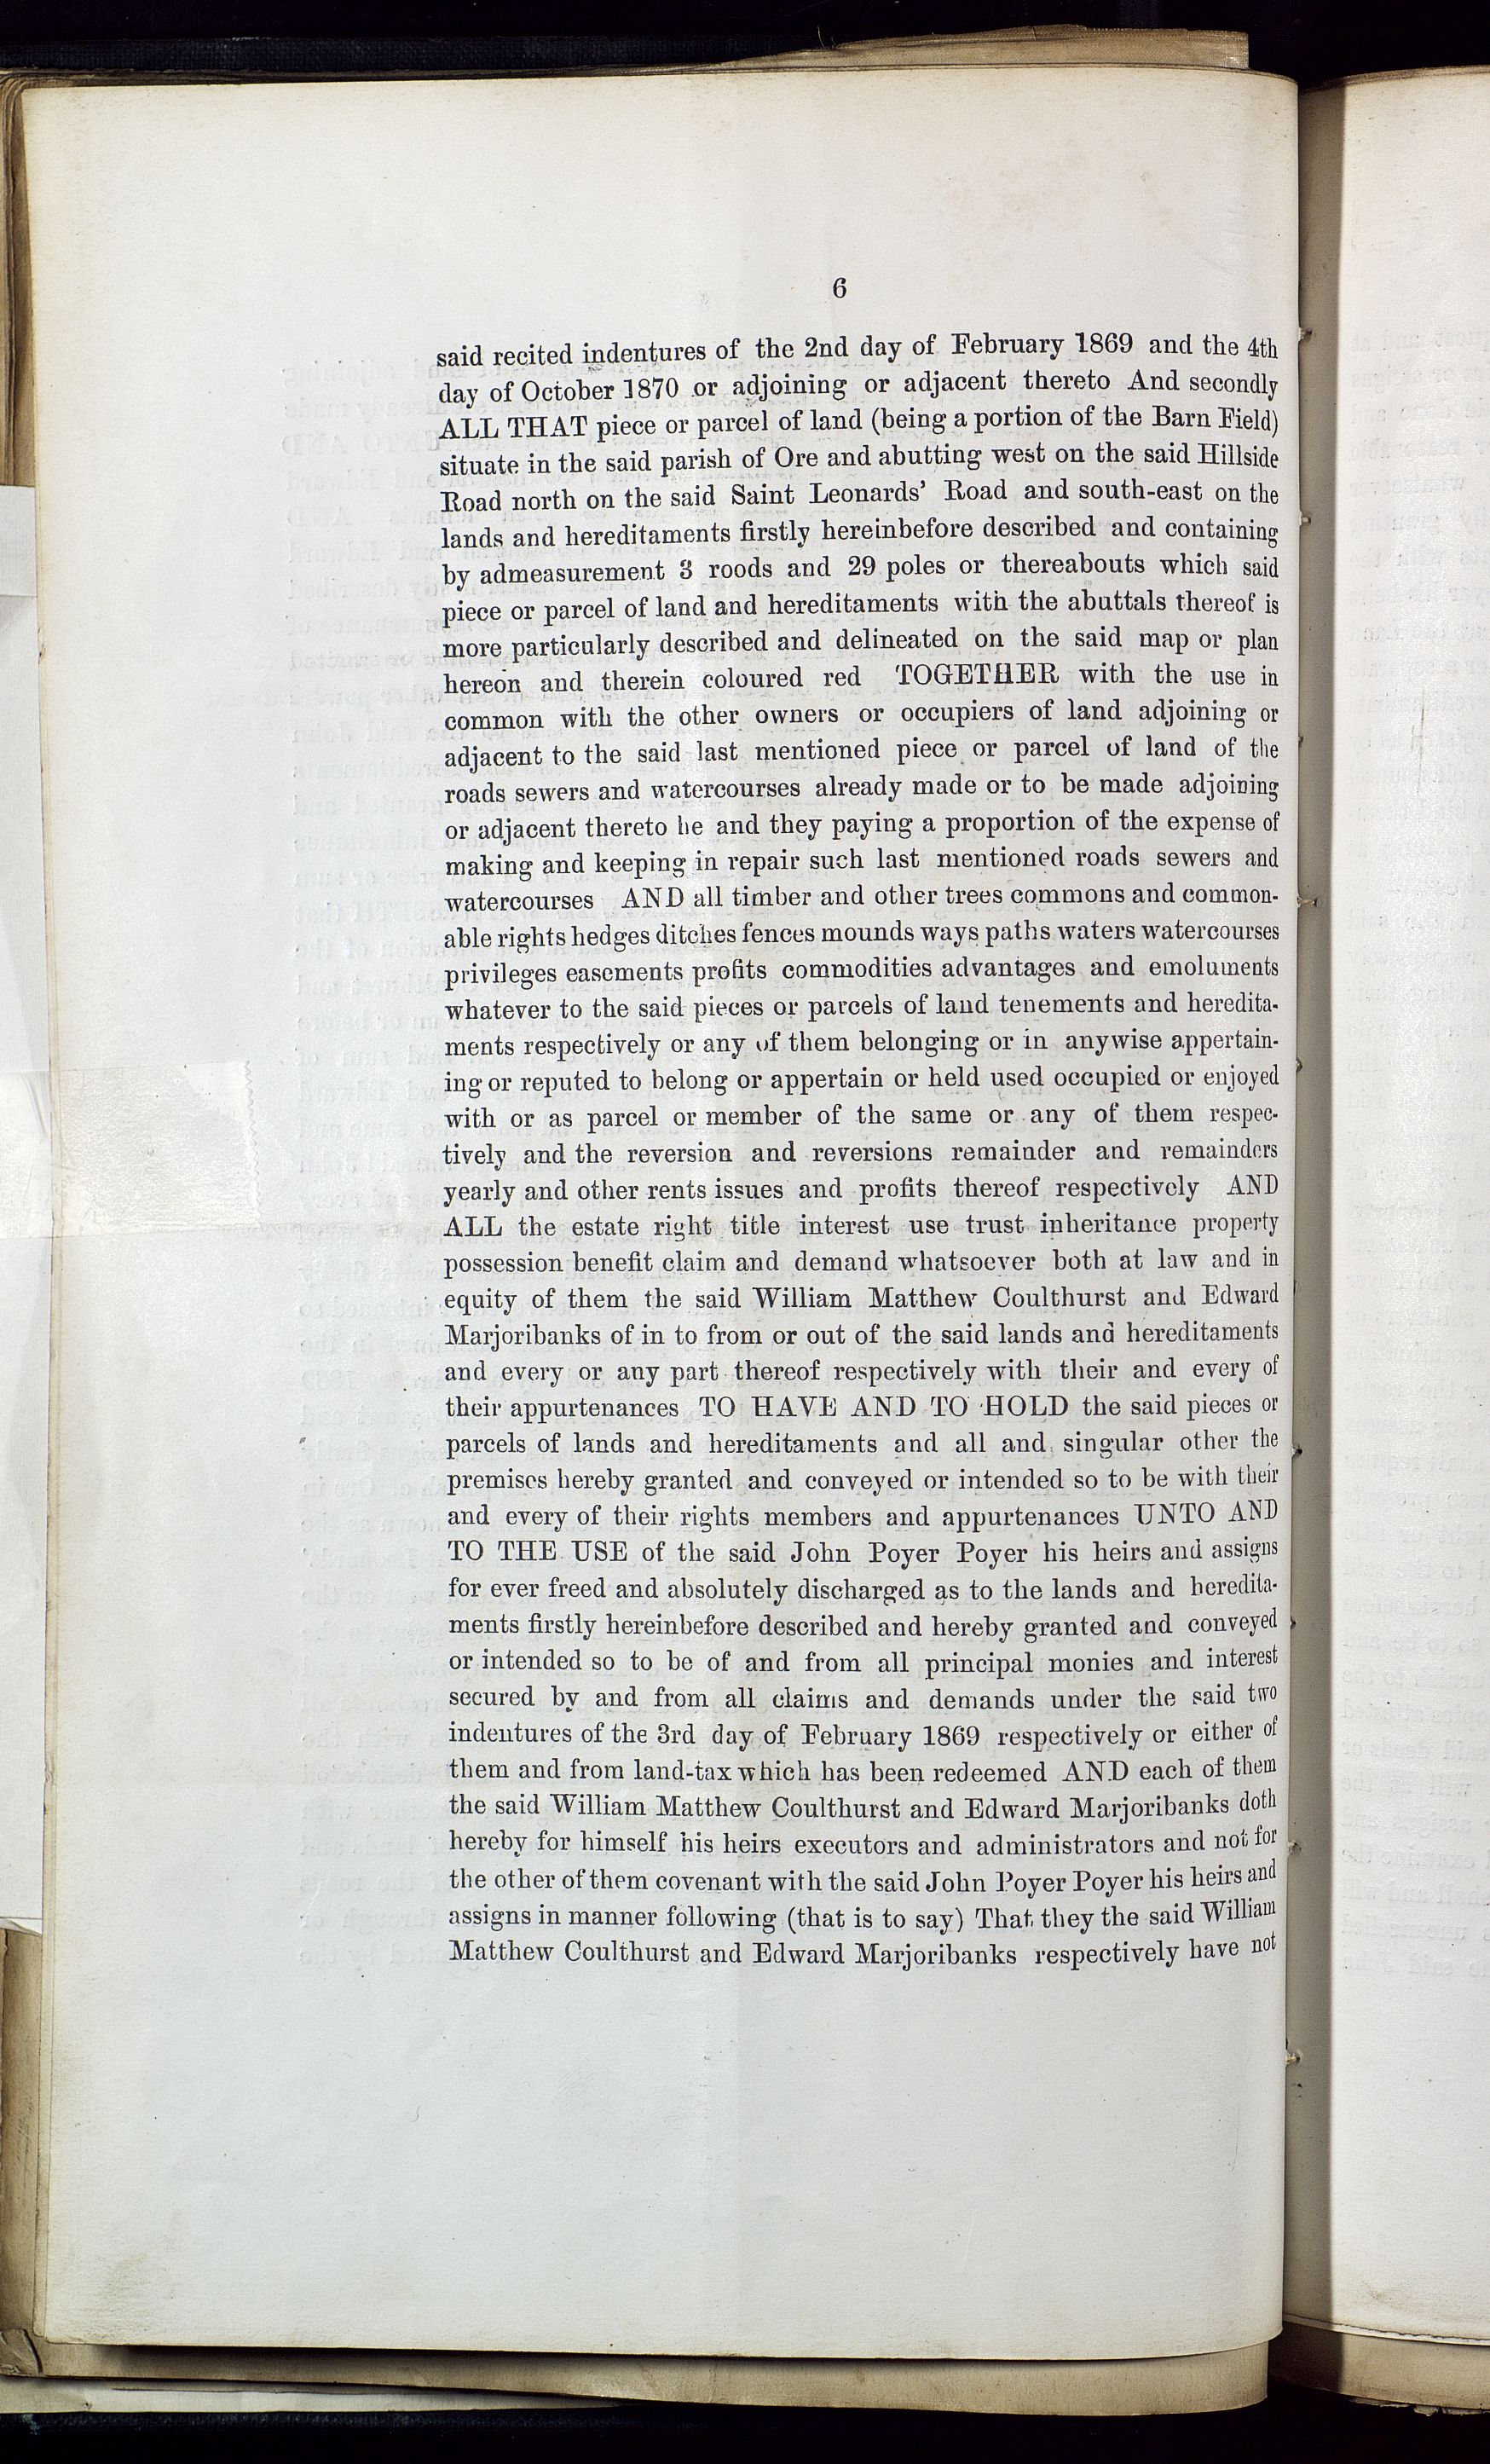 6
said recited indentures of the 2nd day of February 1869 and the 4th
day of October 1870 or adjoining or adjacent thereto And secondly
ALL THAT piece or parcel of land (being a portion of the Barn Field)
situate in the said parish of Ore and abutting west on the said Hillside
Road north on the said Saint Leonards' Road and south-east on the
lands and hereditaments firstly hereinbefore described and containing
by admeasurement 3 roods and 29 poles or thereabouts which said
piece or parcel of land and hereditaments with the abuttals thereof is
more particularly described and delineated on the said map or plan
hereon and therein coloured red TOGETHER with the use in
common with the other owners or occupiers of land adjoining or
adjacent to the said last mentioned piece or parcel of land of the
roads sewers and watercourses already made or to be made adjoining
or adjacent thereto he and they paying a proportion of the expense of
making and keeping in repair such last mentioned roads sewers and
watercourses AND all timber and other trees commons and common-
able rights hedges ditches fences mounds ways paths waters watercourses
privileges easements profits commodities advantages and emoluments
whatever to the said pieces or parcels of land tenements and heredita-
ments respectively or any of them belonging or in anywise appertain-
ing or reputed to belong or appertain or held used occupied or enjoyed
with or as parcel or member of the same or any of them respec-
tively and the reversion and reversions remainder and remainders
yearly and other rents issues and profits thereof respectively AND
ALL the estate right title interest use trust inheritance property
possession benefit claim and demand whatsoever both at law and in
equity of them the said William Matthew Coulthurst and Edward
Marjoribanks of in to from or out of the said lands and hereditaments
and every or any part thereof respectively with their and every of
their appurtenances TO HAVE AND TO HOLD the said pieces or
parcels of lands and hereditaments and all and singular other the
premises hereby granted and conveyed or intended so to be with their
and every of their rights members and appurtenances UNTO AND
TO THE USE of the said John Poyer Poyer his heirs and assigns
for ever freed and absolutely discharged as to the lands and heredita-
ments firstly hereinbefore described and hereby granted and conveyed
or intended so to be of and from all principal monies and interest
secured by and from all claims and demands under the said two
indentures of the 3rd day of February 1869 respectively or either of
them and from land-tax which has been redeemed AND each of them
the said William Matthew Coulthurst and Edward Marjoribanks doth
hereby for himself his heirs executors and administrators and not for
the other of them covenant with the said John Poyer Poyer his heirs and
assigns in manner following (that is to say) That they the said William
Matthew Coulthurst and Edward Marjoribanks respectively have not